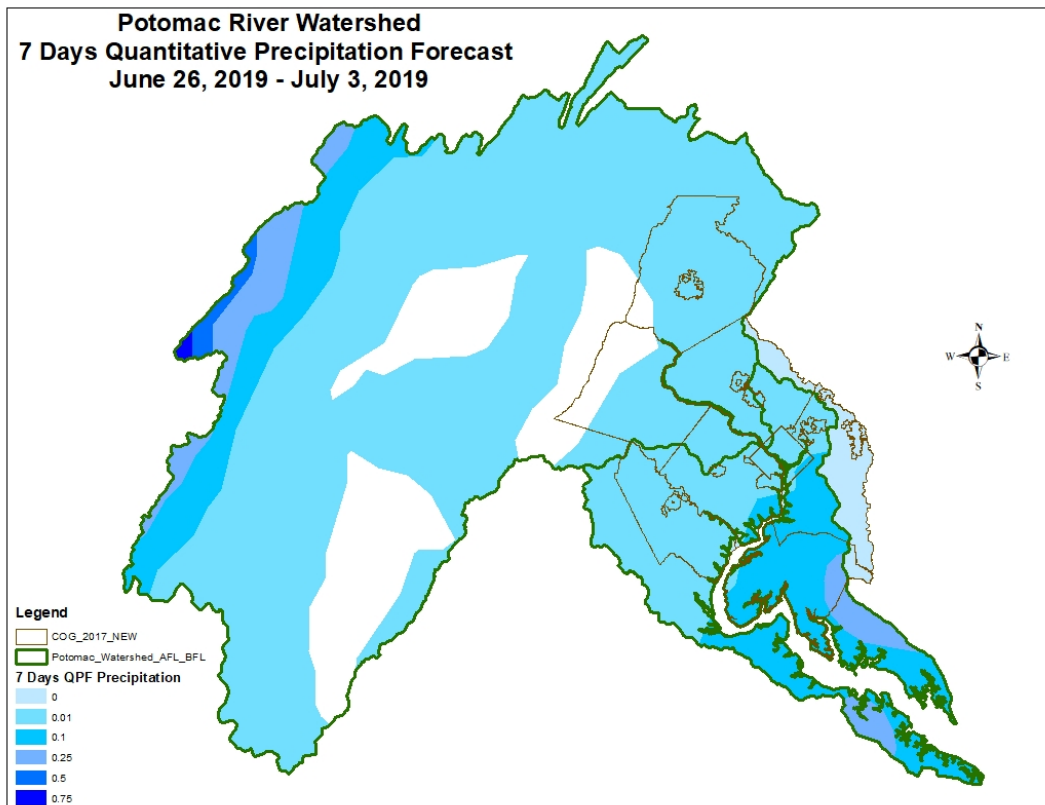 Potomac River Watershed
7 Days Quantitative Precipitation Forecast
June 26, 2019 - July 3, 2019
N
W
E
S
Legend
COG_2017_NEW
Potomac_Watershed_AFL_BFL
7 Days QPF Precipitation
0
0.01
0.1
0.25
0.5
0.75